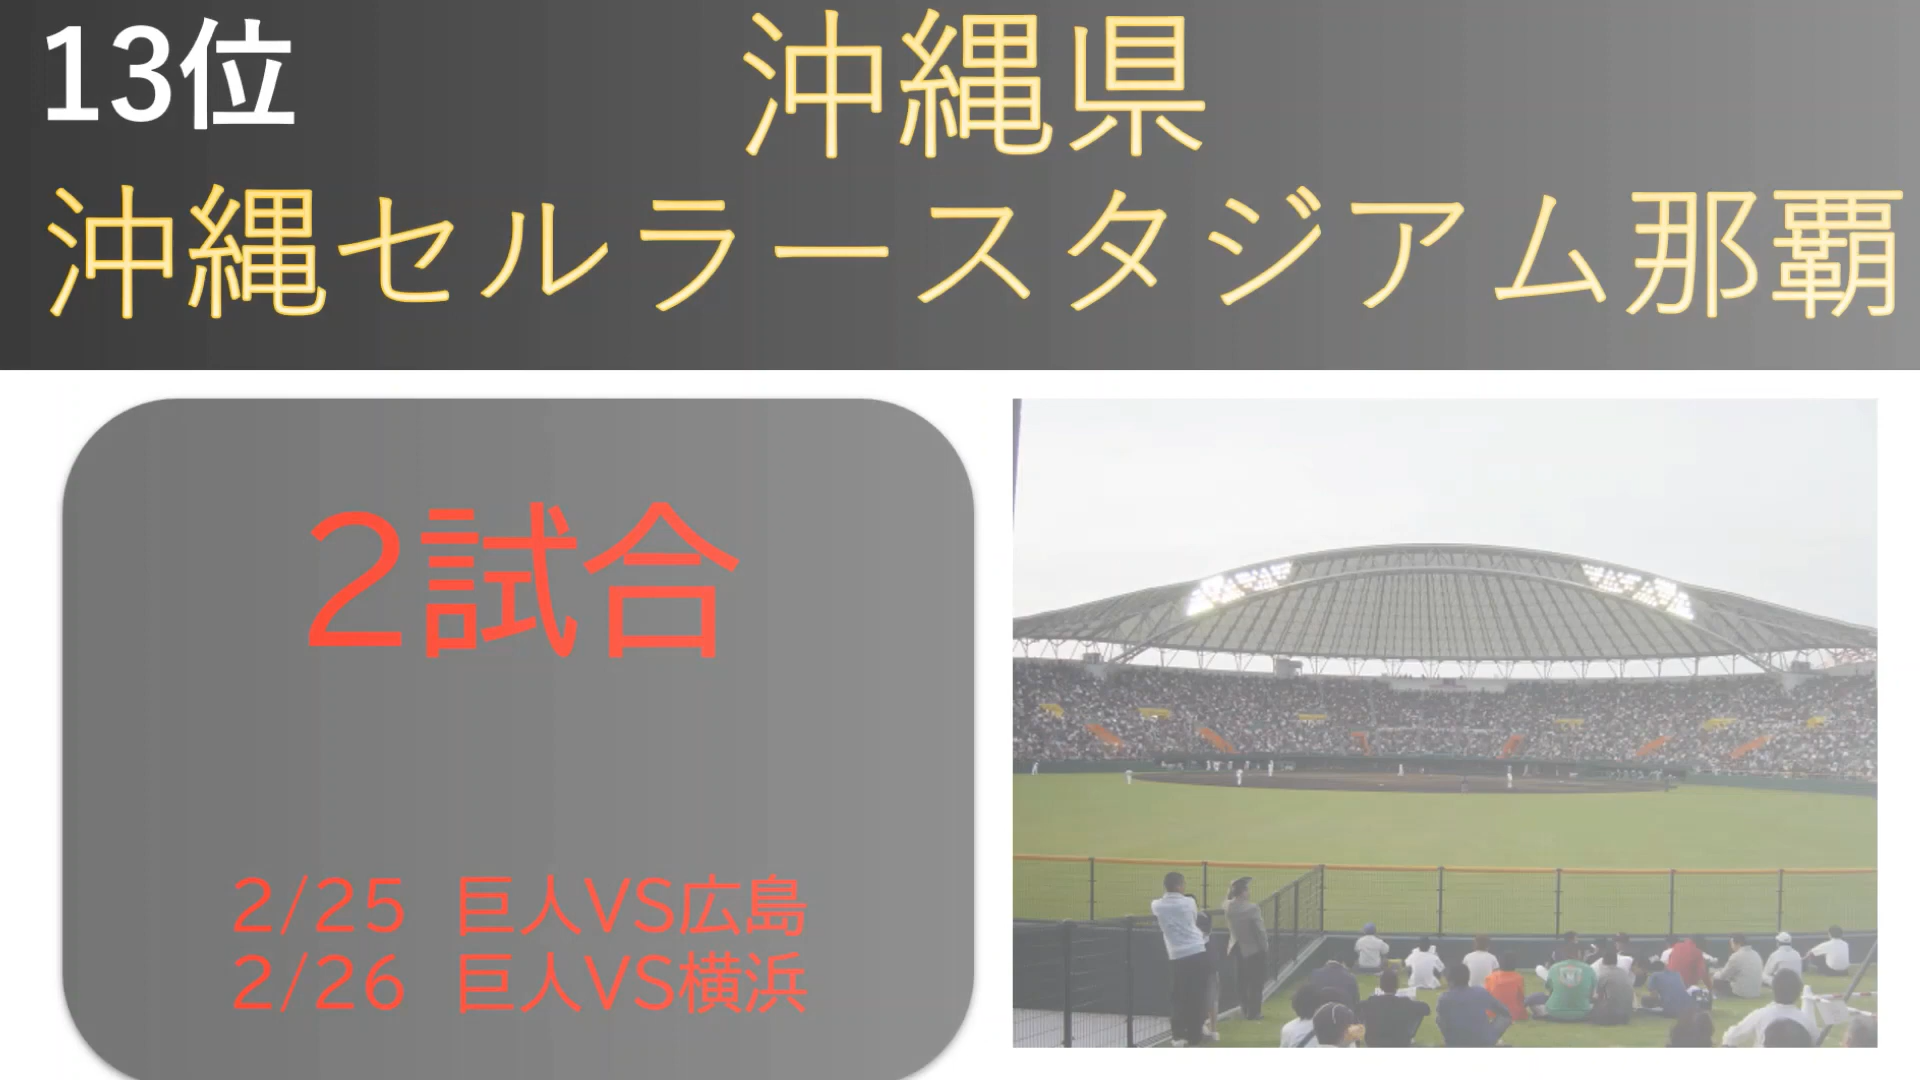 13位
沖縄県
沖縄セルラースタジアム那覇
2試合
2/25 巨人VS広島
2/26 巨人VS横浜